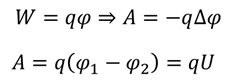 W = qφ ⇒ A = −qΔφ
A = q(φ₁ − φ₂) = qU